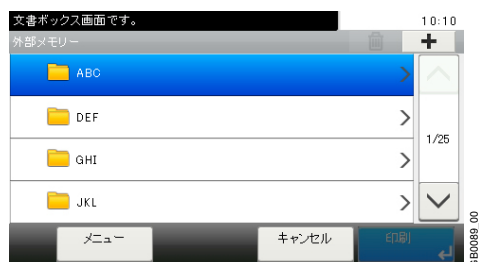 文書ボックス画面です。 10:10
外部メモリー
ABC
DEF
1/25
GHI
JKL
メニュー キャンセル 印刷
GB0089_00